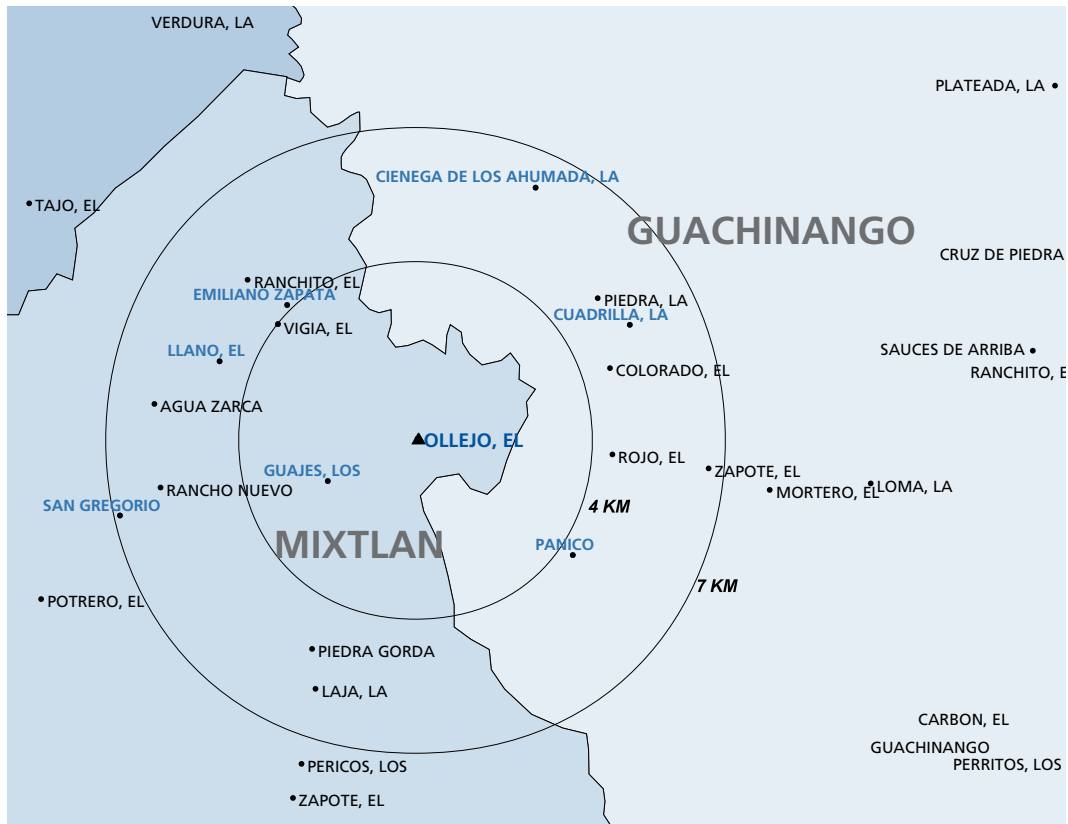 VERDURA, LA
PLATEADA, LA
CIENEGA DE LOS AHUMADA, LA
TAJO, EL
GUACHINANGO
CRUZ DE PIEDRA
RANCHITO, EL
EMILIANO ZAPATA
PIEDRA, LA
CUADRILLA, LA
VIGIA, EL
LLANO, EL
SAUCES DE ARRIBA
COLORADO, EL
RANCHITO, E
AGUA ZARCA
OLLEJO, EL
ROJO, EL
GUAJES, LOS
ZAPOTE, EL
RANCHO NUEVO
MORTERO, EL
LOMA, LA
SAN GREGORIO
4 KM
MIXTLAN
PANICO
7 KM
POTRERO, EL
PIEDRA GORDA
LAJA, LA
CARBON, EL
GUACHINANGO
PERICOS, LOS
PERRITOS, LOS
ZAPOTE, EL